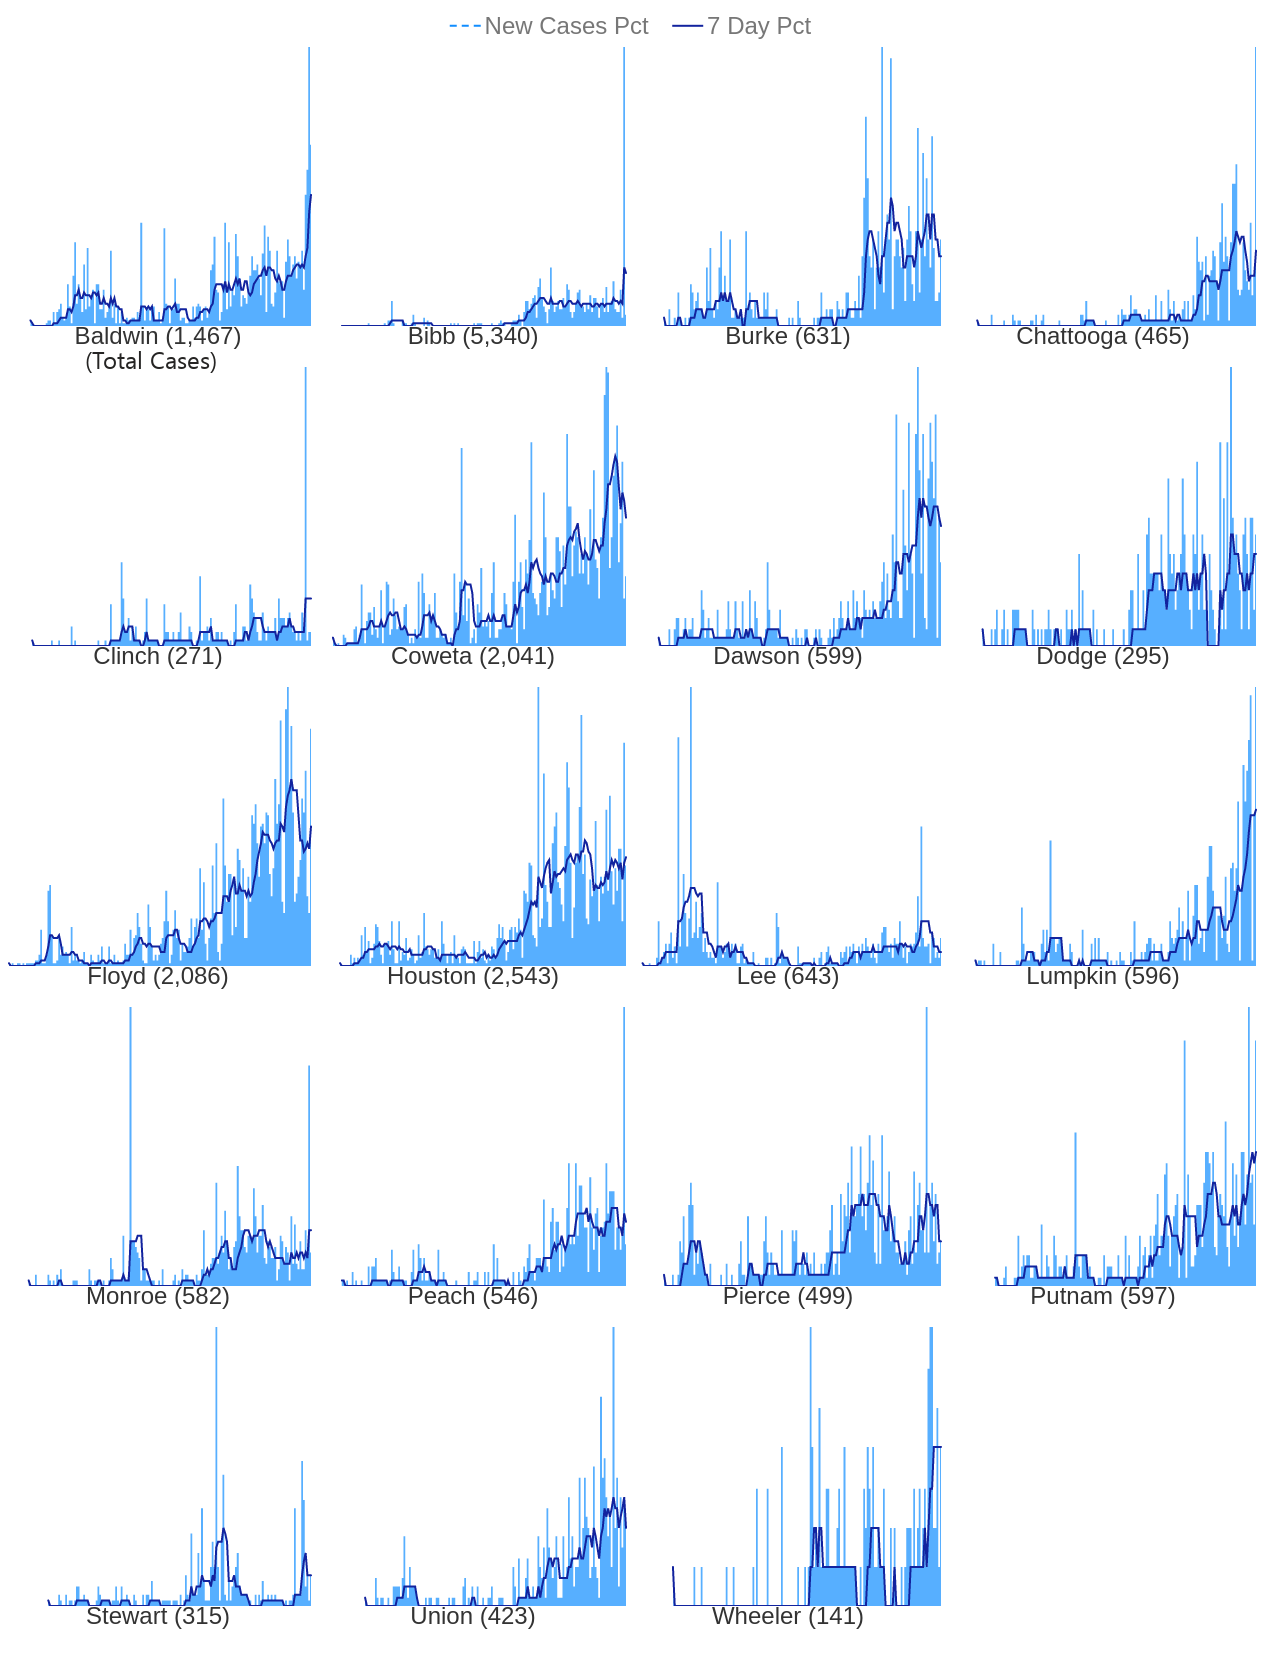 New Cases Pct 7 Day Pct
Baldwin (1,467) Bibb (5,340) Burke (631) Chattooga (465)
(Total Cases)
Clinch (271) Coweta (2,041) Dawson (599) Dodge (295)
Floyd (2,086) Houston (2,543) Lee (643) Lumpkin (596)
Monroe (582) Peach (546) Pierce (499) Putnam (597)
Stewart (315) Union (423) Wheeler (141)